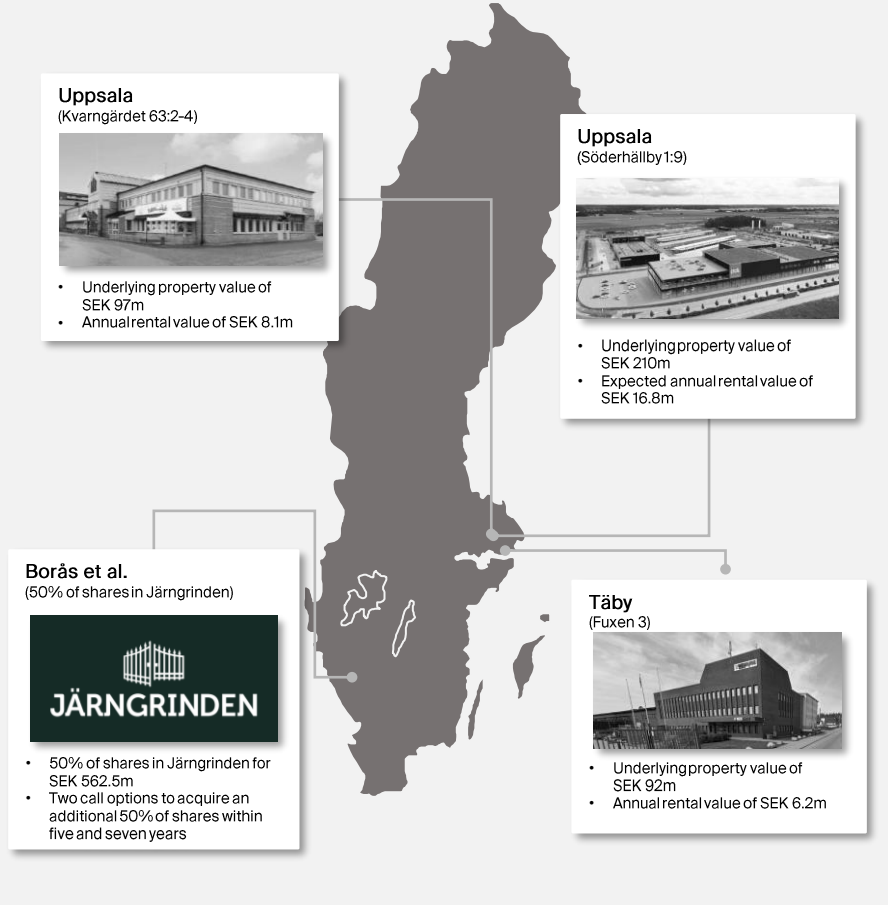 Uppsala
(Kvarngärdet 63:2-4)
• Underlying property value of
SEK 97m
• Annual rental value of SEK 8.1m
Uppsala
(Söderhällby 1:9)
• Underlying property value of
SEK 210m
• Expected annual rental value of
SEK 16.8m
Borås et al.
(50% of shares in Järngrinden)
JÄRNGRINDEN
• 50% of shares in Järngrinden for
SEK 562.5m
• Two call options to acquire an
additional 50% of shares within
five and seven years
Täby
(Fuxen 3)
• Underlying property value of
SEK 92m
• Annual rental value of SEK 6.2m